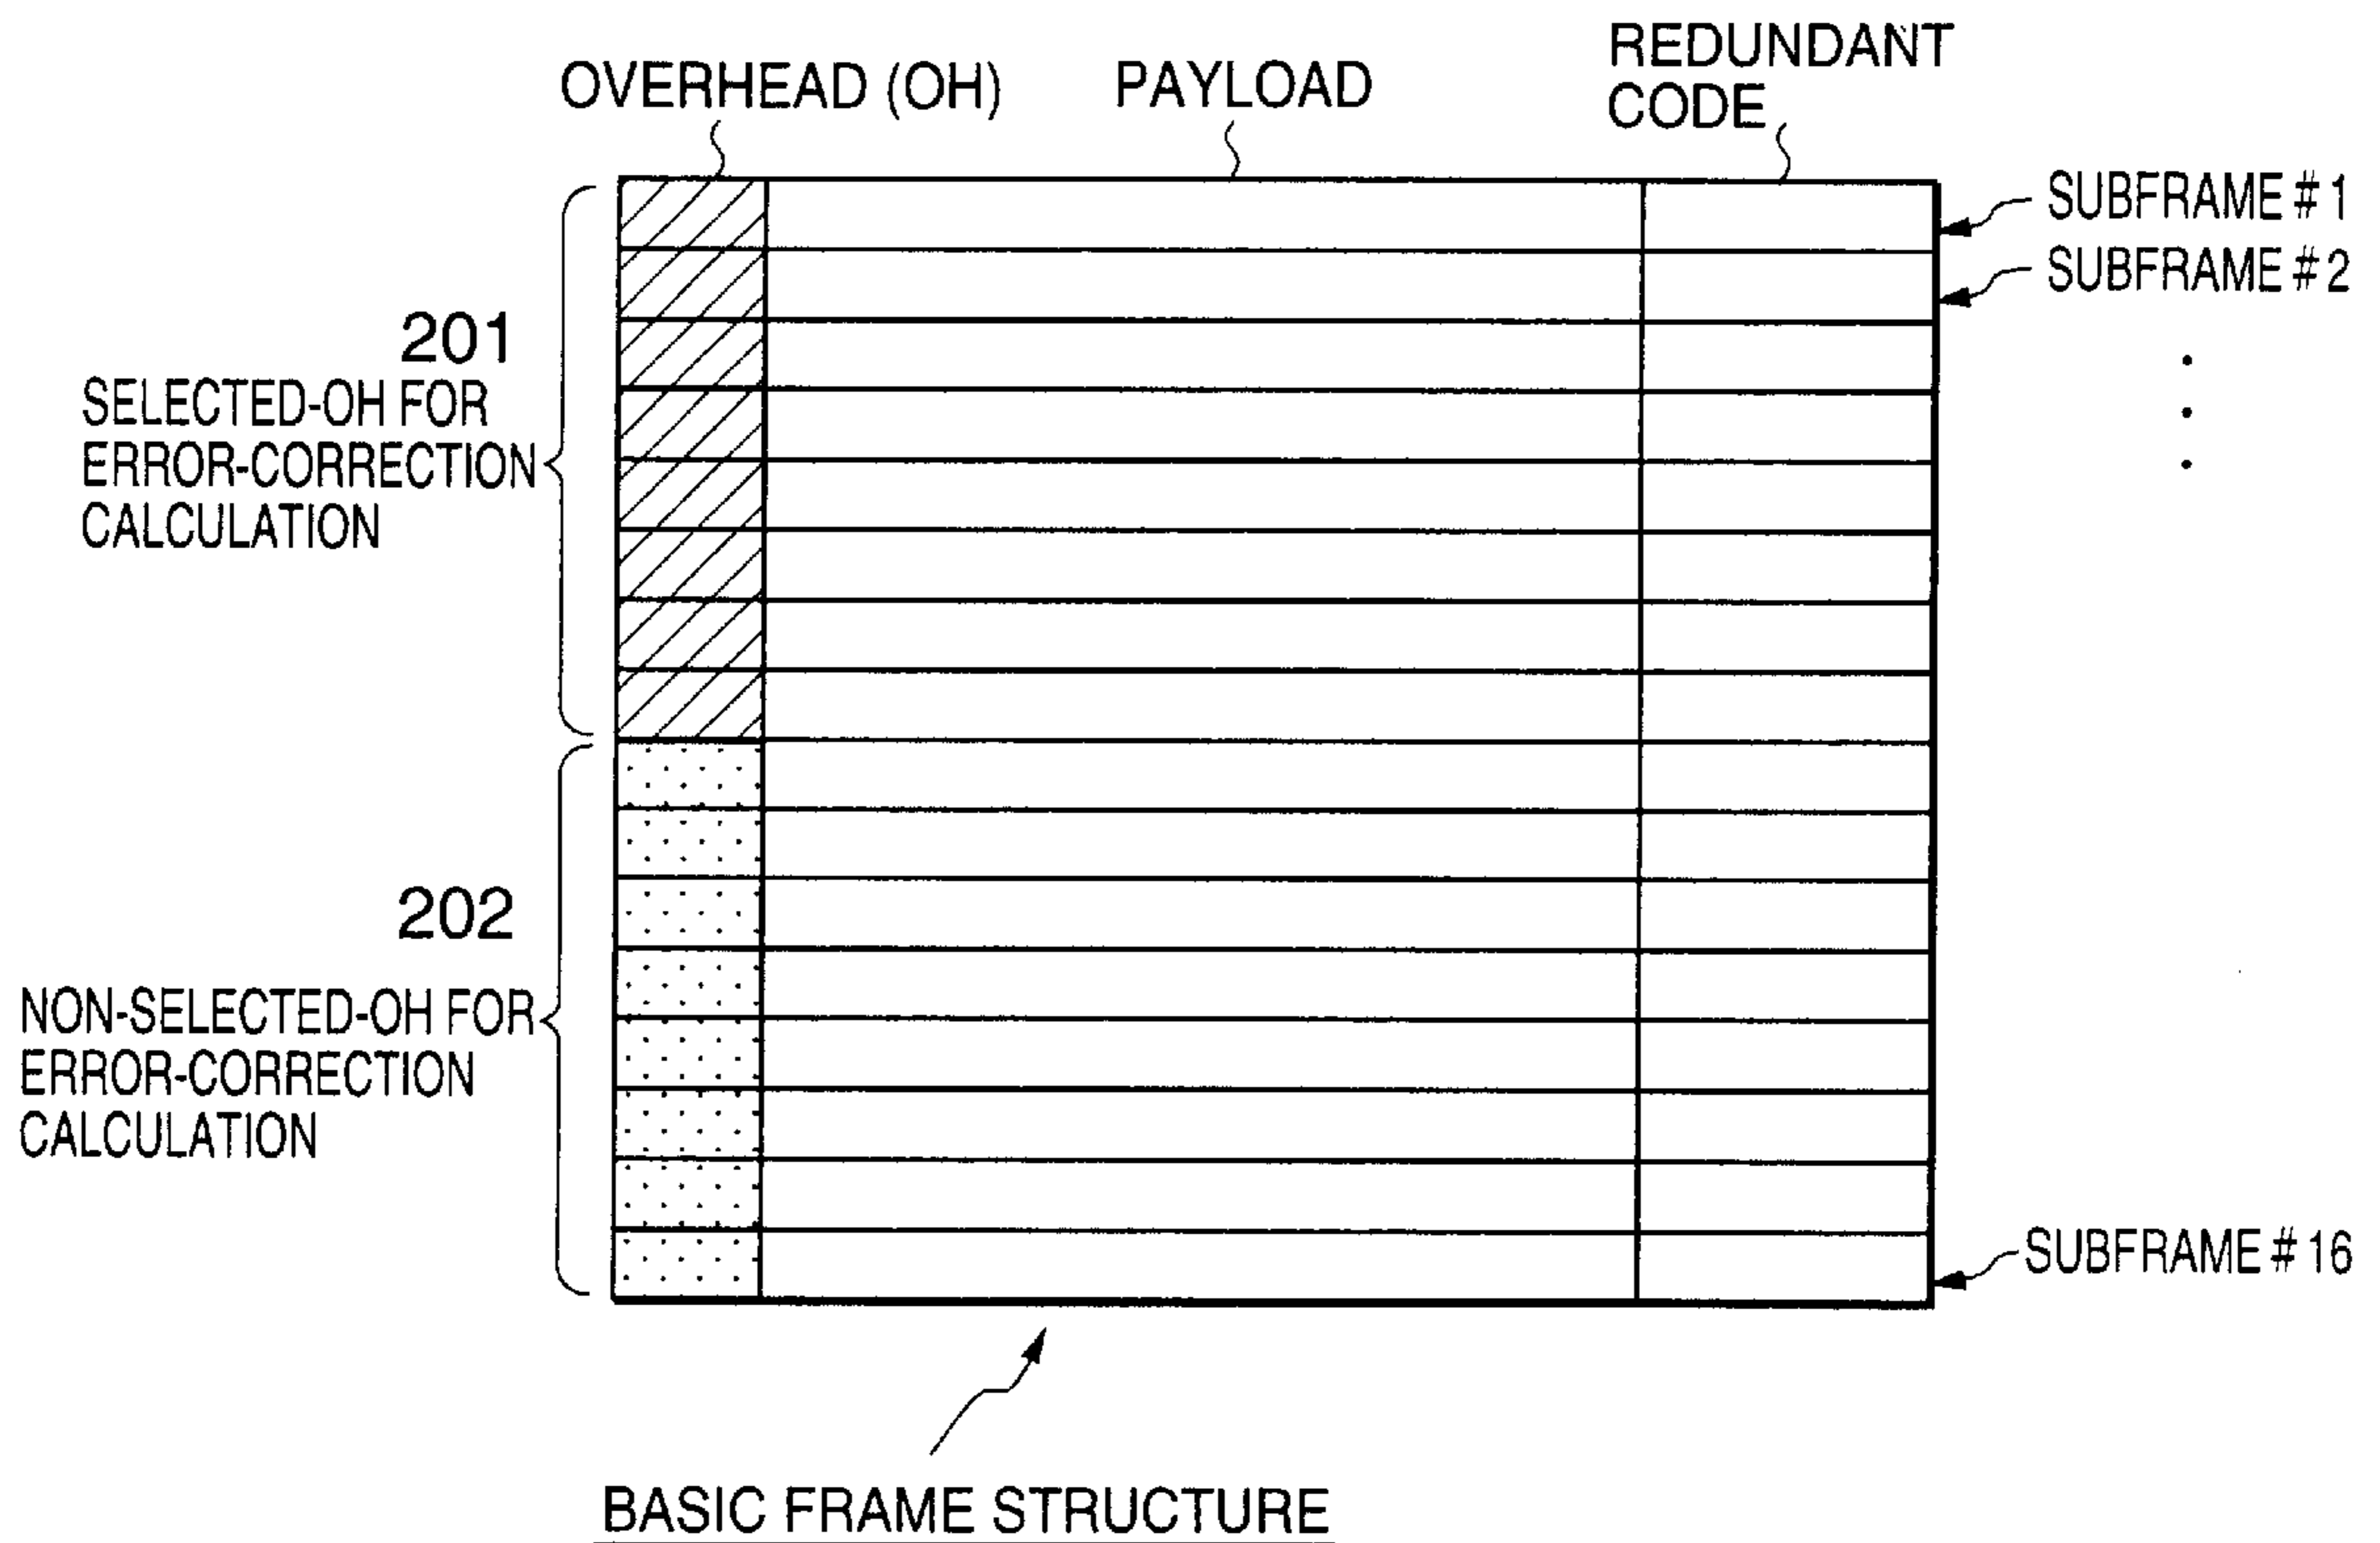 OVERHEAD (OH)
PAYLOAD
REDUNDANT
CODE
SUBFRAME #1
SUBFRAME #2
201
SELECTED-OH FOR
ERROR-CORRECTION
CALCULATION
202
NON-SELECTED-OH FOR
ERROR-CORRECTION
CALCULATION
SUBFRAME #16
BASIC FRAME STRUCTURE